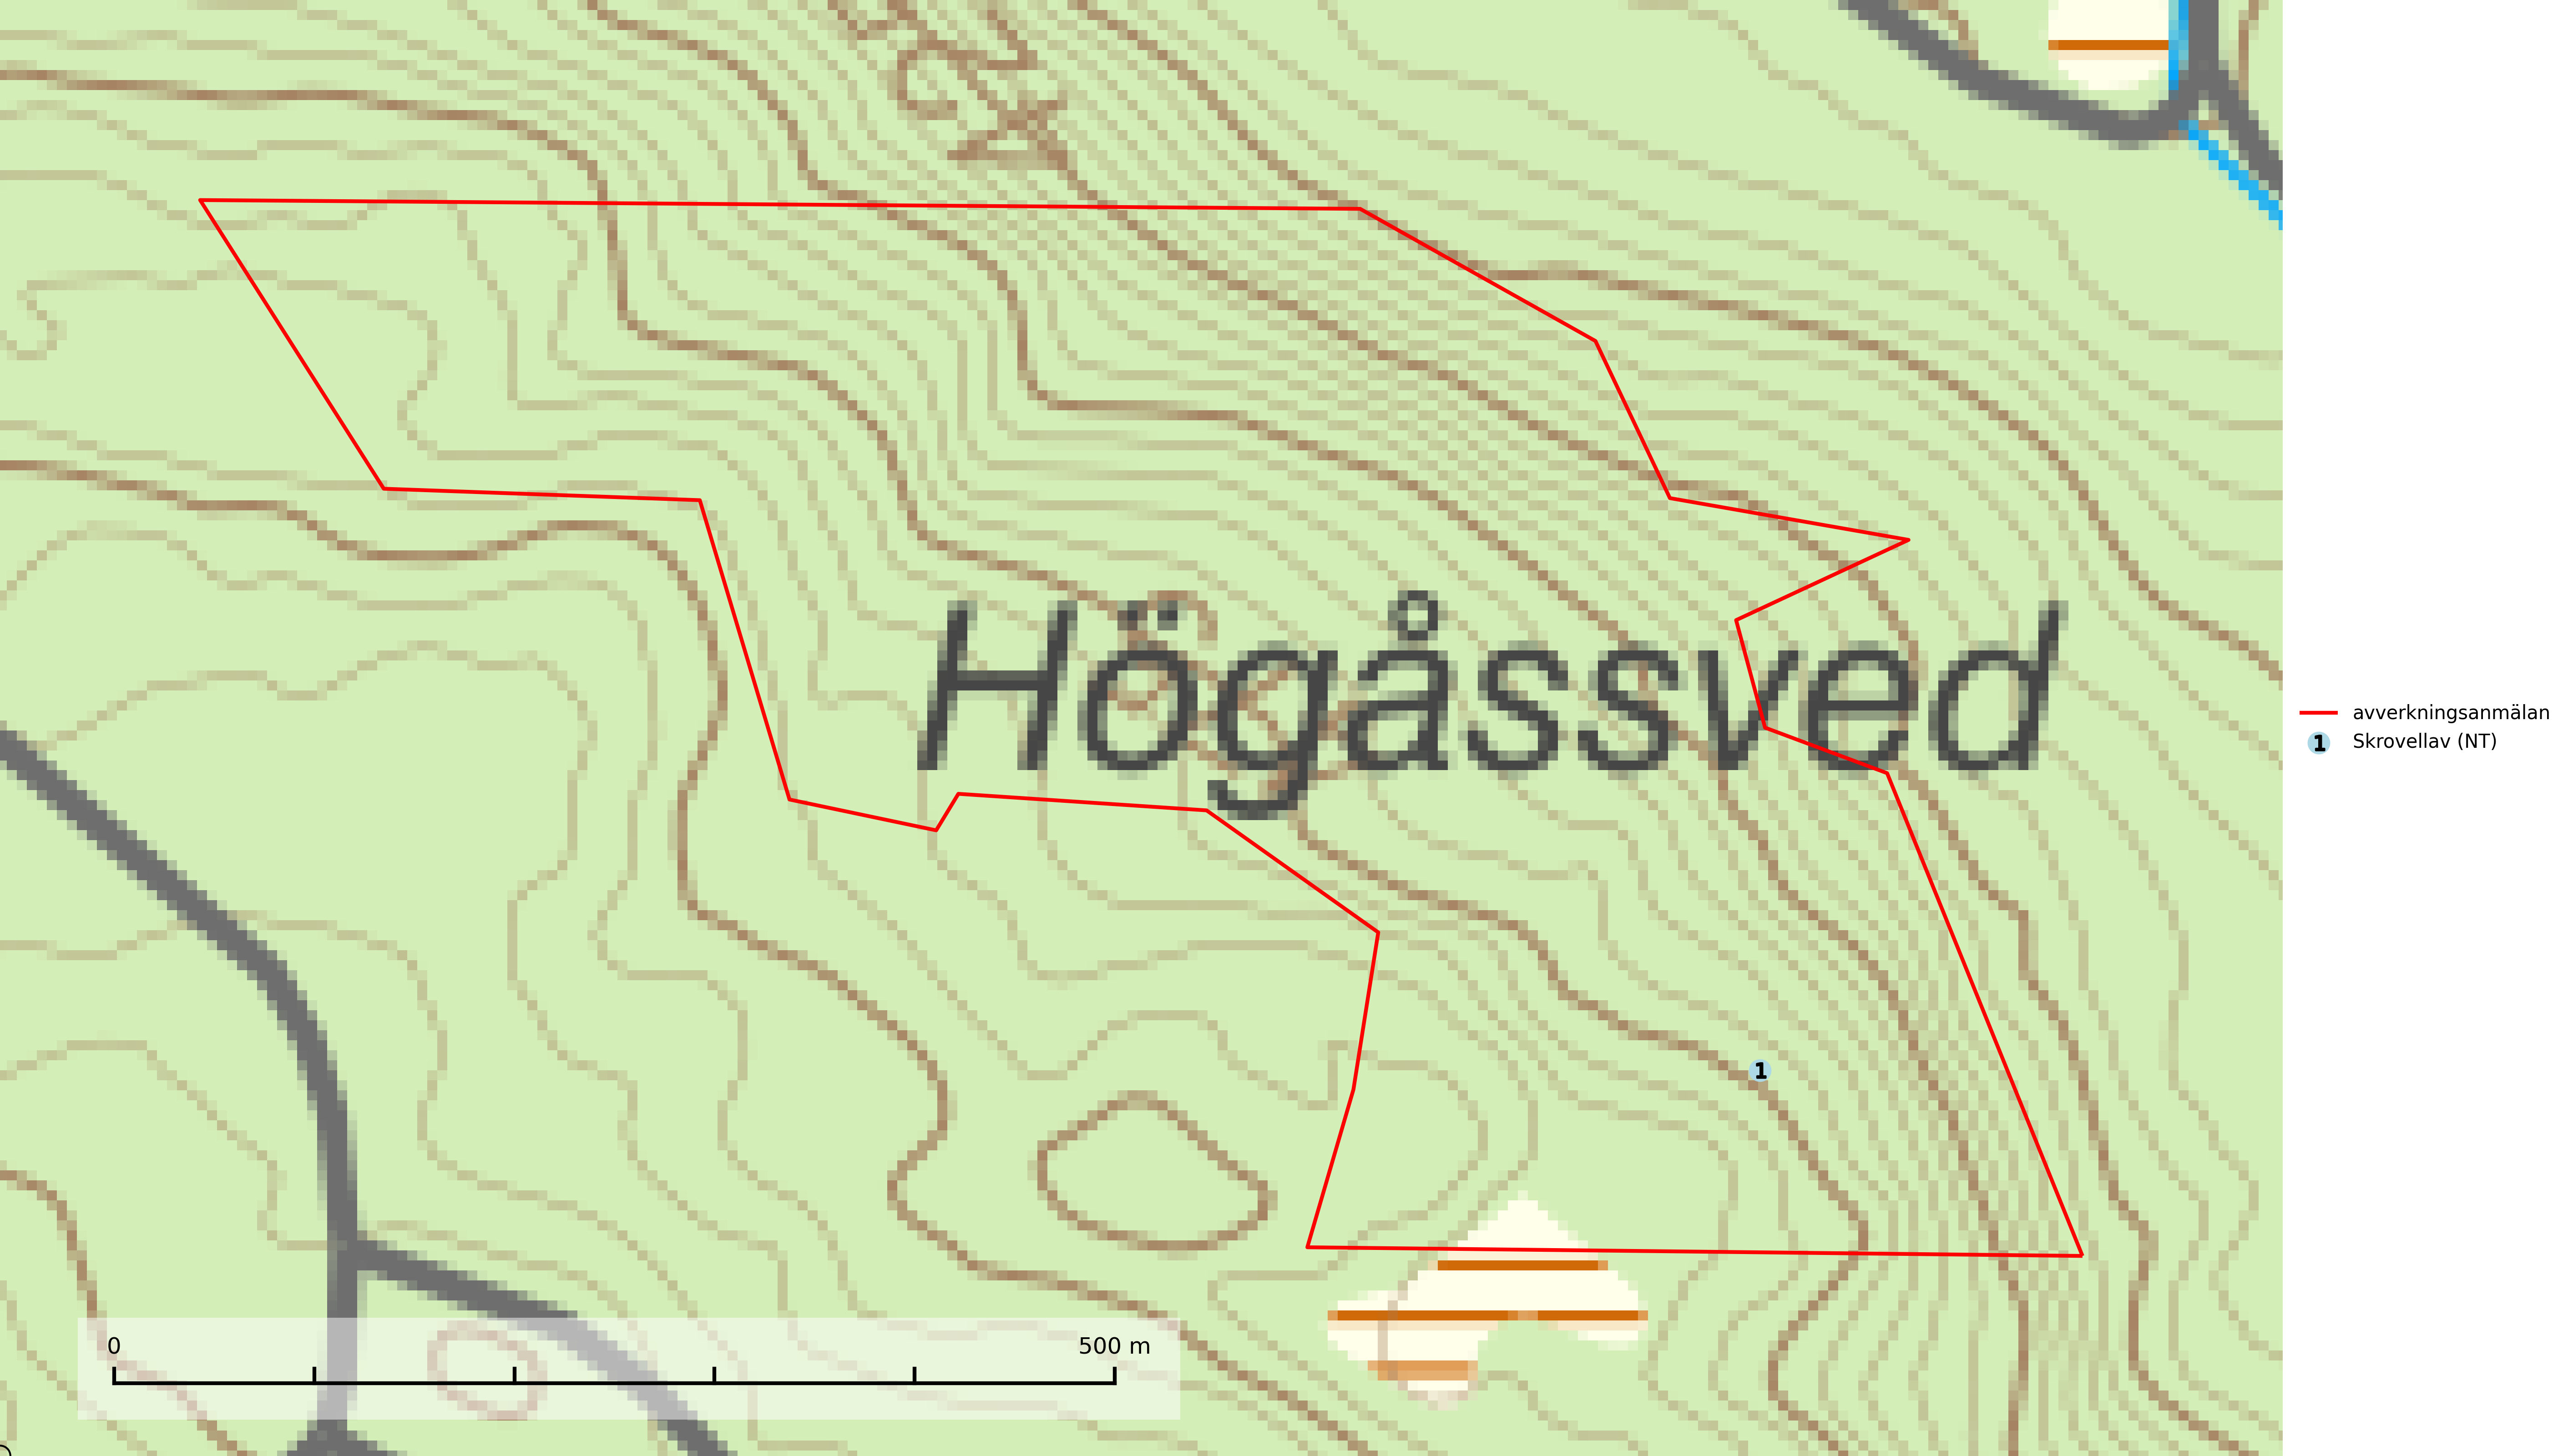 Högåssved
avverkningsanmälan
1 Skrovellav (NT)
1
0 500 m